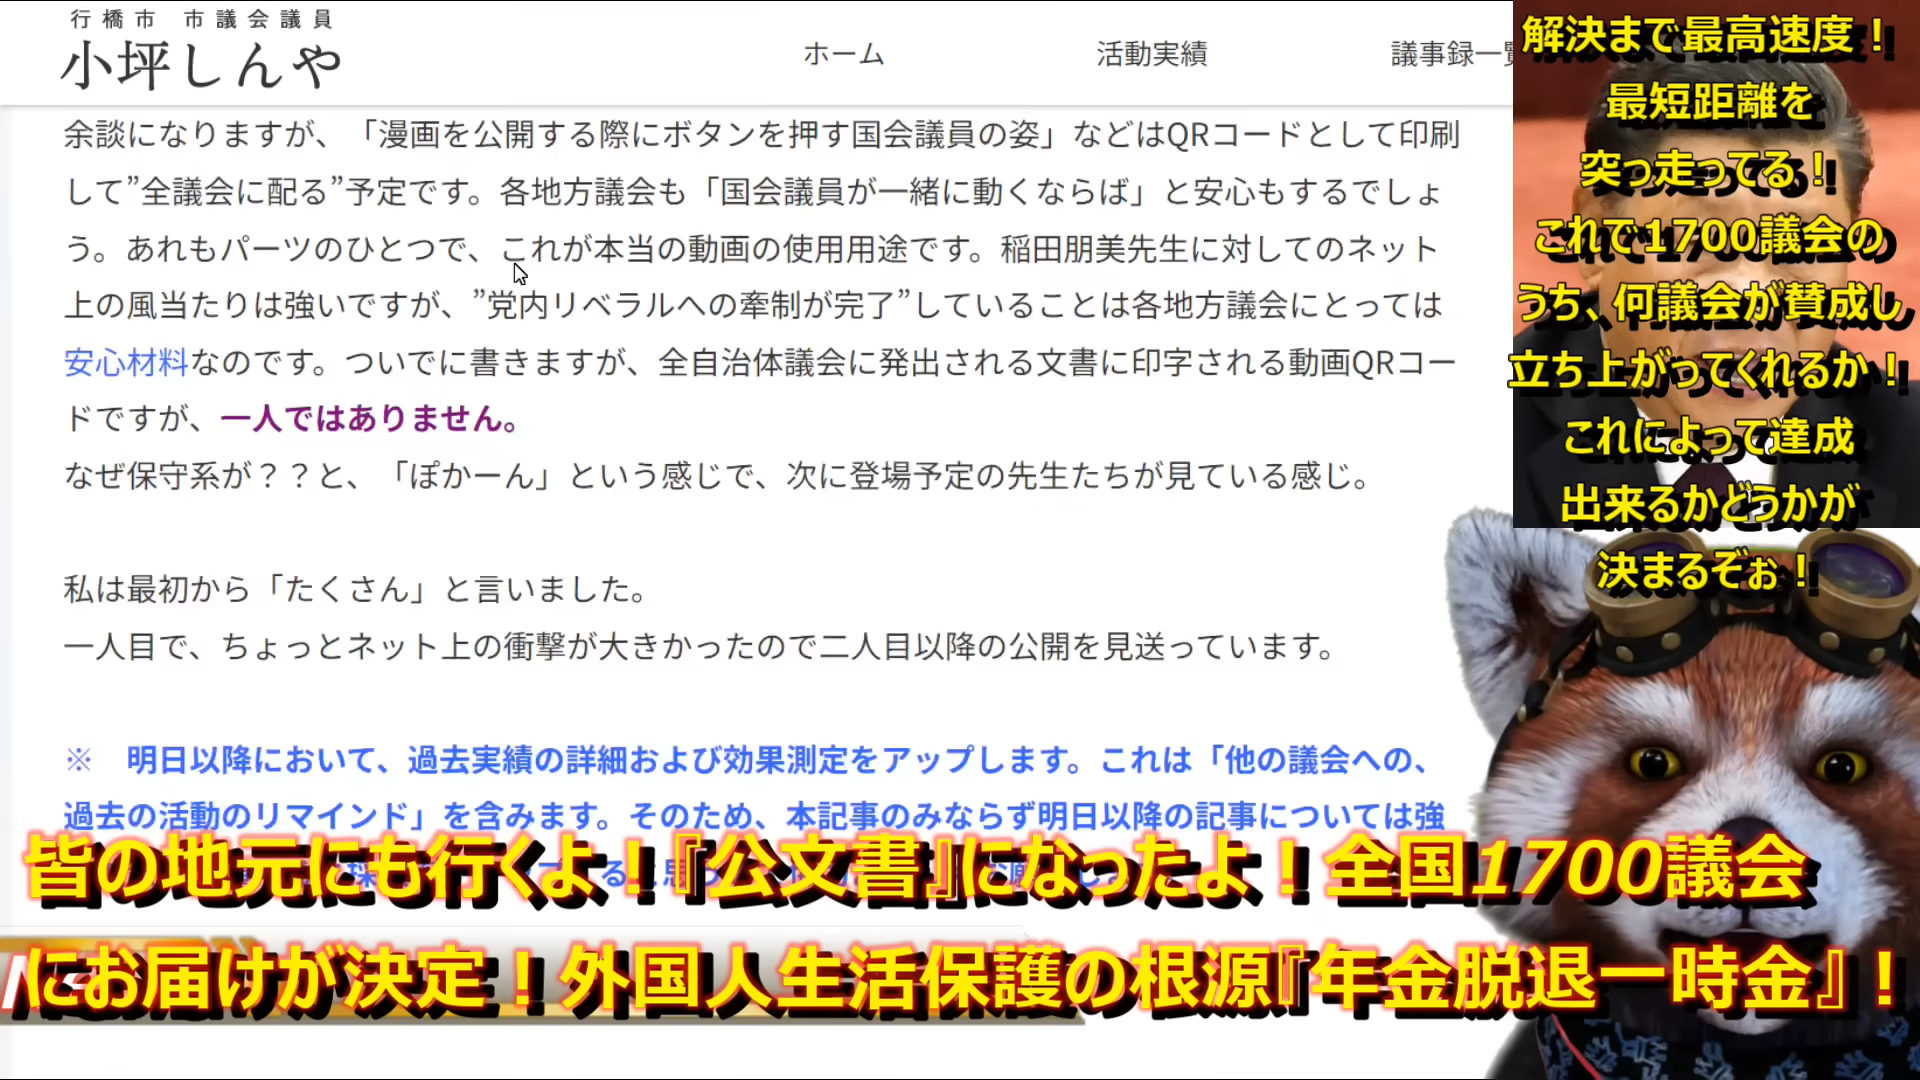 行橋市 市議会議員
小坪しんや
ホーム
活動実績
議事録一覧
余談になりますが、「漫画を公開する際にボタンを押す国会議員の姿」などはQRコードとして印刷
して”全議会に配る”予定です。各地方議会も「国会議員が一緒に動くならば」と安心もするでしょ
う。あれもパーツのひとつで、これが本当の動画の使用用途です。稲田朋美先生に対してのネット
上の風当たりは強いですが、”党内リベラルへの牽制が完了”していることは各地方議会にとっては
安心材料なのです。ついでに書きますが、全自治体議会に発出される文書に印字される動画QRコー
ドですが、一人ではありません。
なぜ保守系が？？と、「ぽかーん」という感じで、次に登場予定の先生たちが見ている感じ。
私は最初から「たくさん」と言いました。
一人目で、ちょっとネット上の衝撃が大きかったので二人目以降の公開を見送っています。
※　明日以降において、過去実績の詳細および効果測定をアップします。これは「他の議会への、
過去の活動のリマインド」を含みます。そのため、本記事のみならず明日以降の記事については強
解決まで最高速度！
最短距離を
突っ走ってる！
これで1700議会の
うち、何議会が賛成し
立ち上がってくれるか！
これによって達成
出来るかどうかが
決まるぞぉ！
皆の地元にも行くよ！『公文書』になったよ！全国1700議会
にお届けが決定！外国人生活保護の根源『年金脱退一時金』！